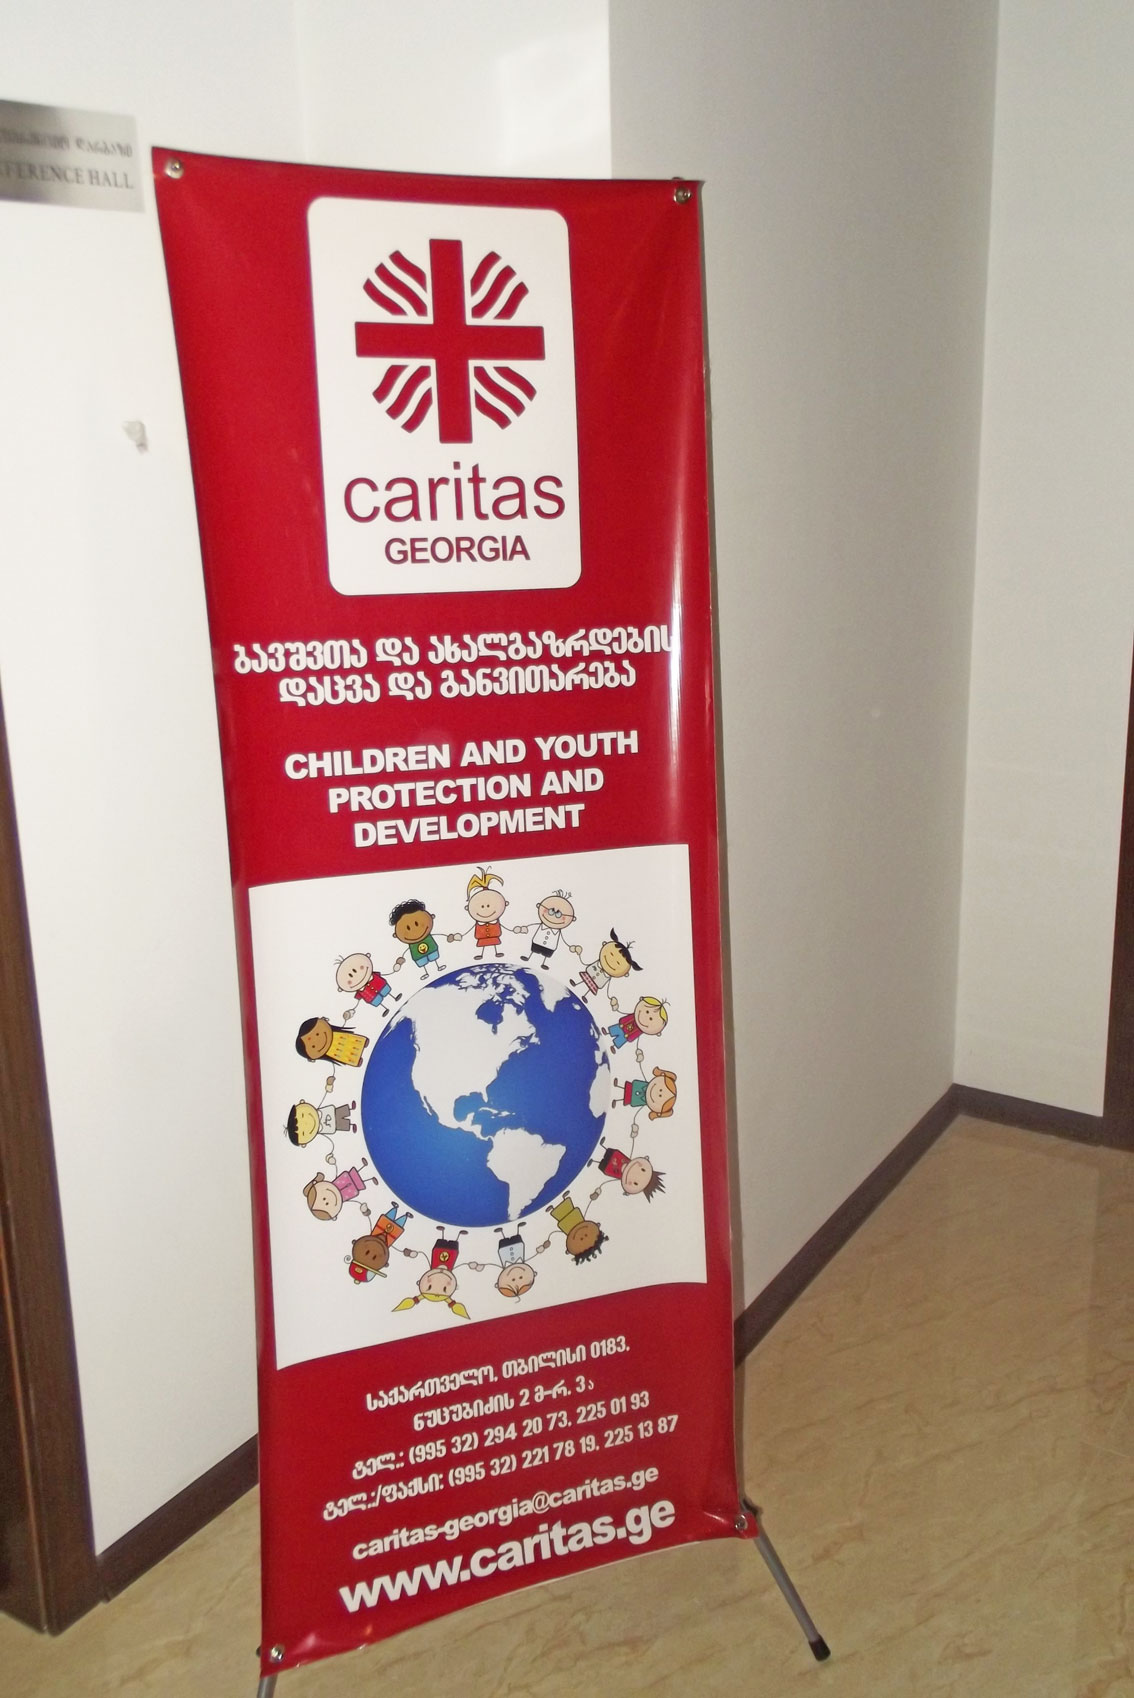 დარბაზი
FERENCE HALL
caritas
GEORGIA
ბავშვთა და ახალგაზრდების
დაცვა და განვითარება
CHILDREN AND YOUTH
PROTECTION AND
DEVELOPMENT
საქართველო, თბილისი 0183.
ნუცუბიძის 2 მ-რ. 3ა
ტელ.: (995 32) 294 20 73, 225 01 93
ტელ.:/ფაქსი: (995 32) 221 78 19, 225 13 87
caritas-georgia@caritas.ge
www.caritas.ge